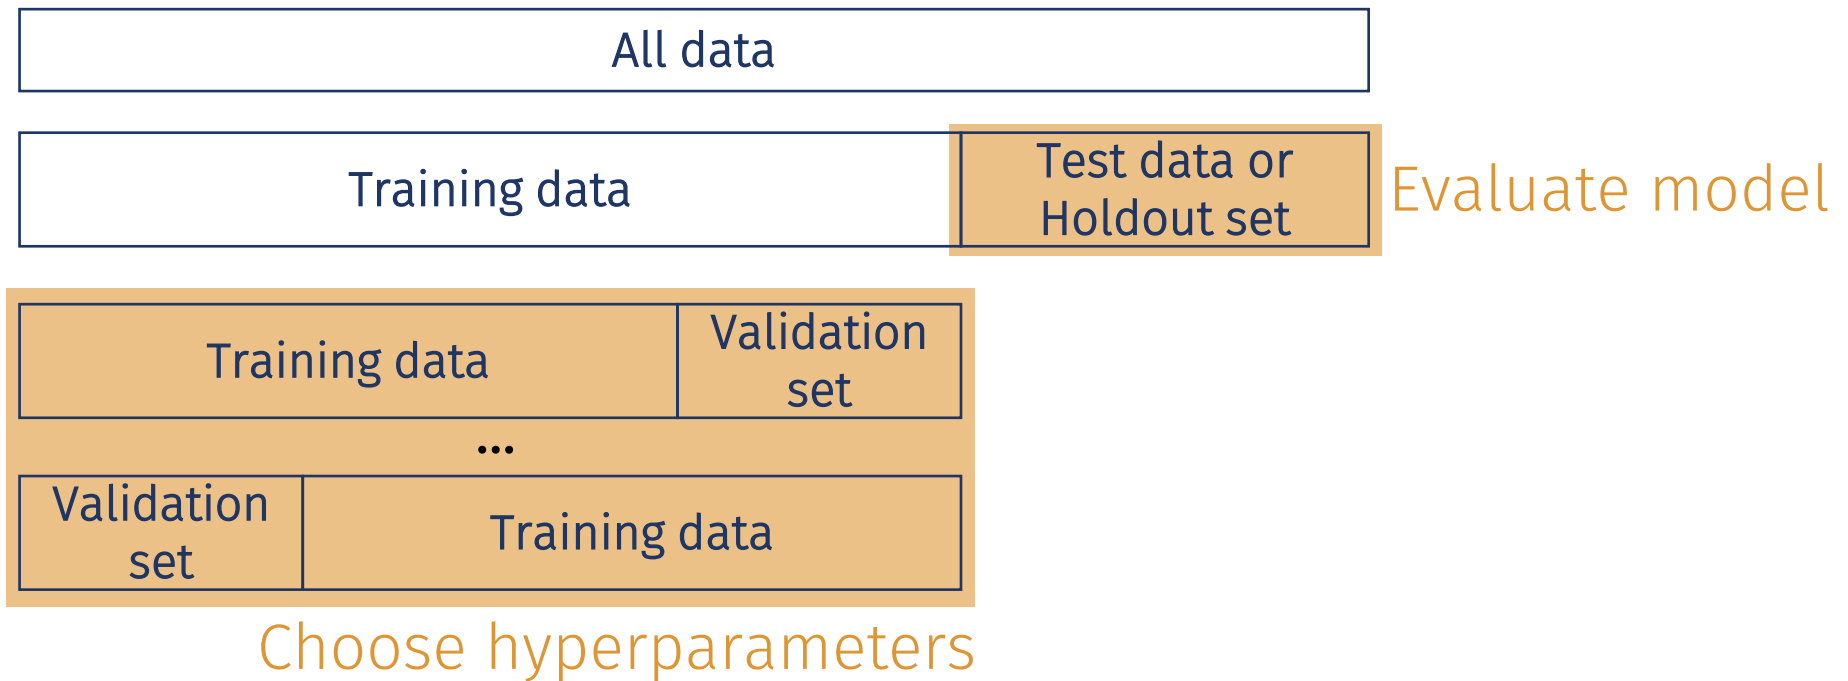 All data
Training data
Test data or
Holdout set
Evaluate model
Training data
Validation
set
...
Validation
set
Training data
Choose hyperparameters